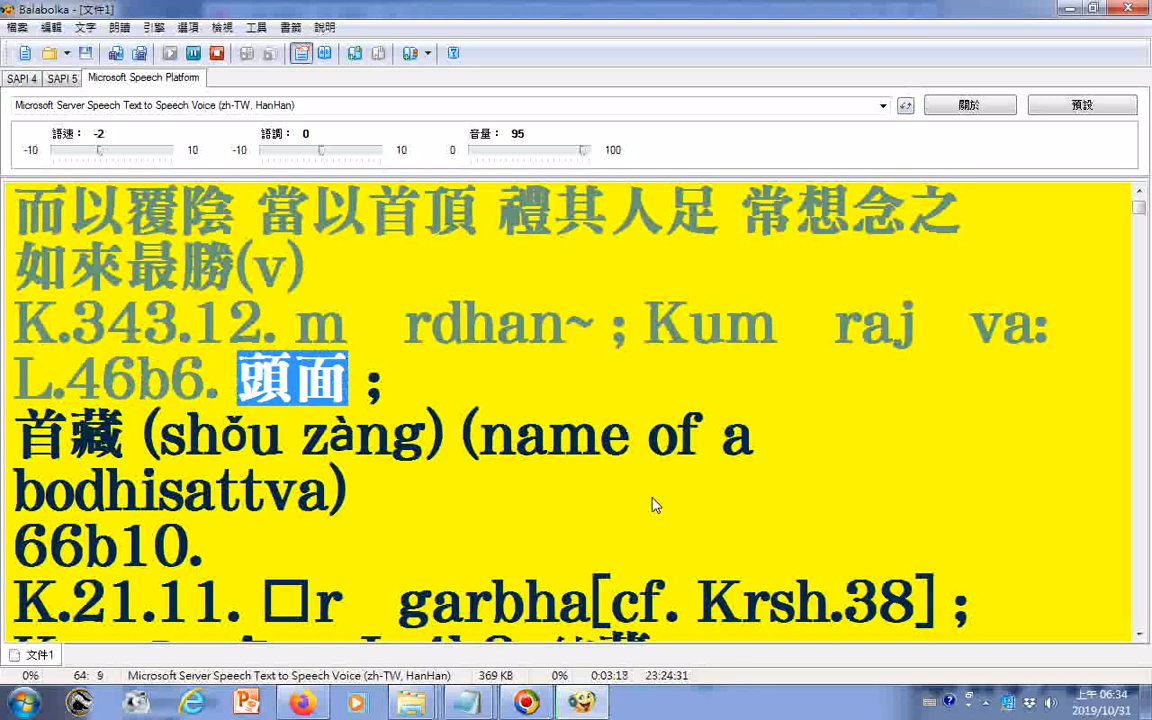 Balabolka - [文件1]
檔案 編輯 文字 朗讀 引擎 選項 檢視 工具 書籤 說明
SAPI 4 SAPI 5 Microsoft Speech Platform
Microsoft Server Speech Text to Speech Voice (zh-TW, HanHan) 關於 預設
語速： -2 語調： 0 音量： 95
-10 10 -10 10 0 100
而以覆陰 當以首頂 禮其人足 常想念之
如來最勝(v)
K.343.12. m rdhan~ ; Kum raj va:
L.46b6. 頭面 ;
首藏 (shǒu zàng) (name of a
bodhisattva)
66b10.
K.21.11. □r garbha[cf. Krsh.38] ;
文件1
0% 64: 9 Microsoft Server Speech Text to Speech Voice (zh-TW, HanHan) 369 KB 0% 0:03:13 23:24:31
上午 06:34
2019/10/31